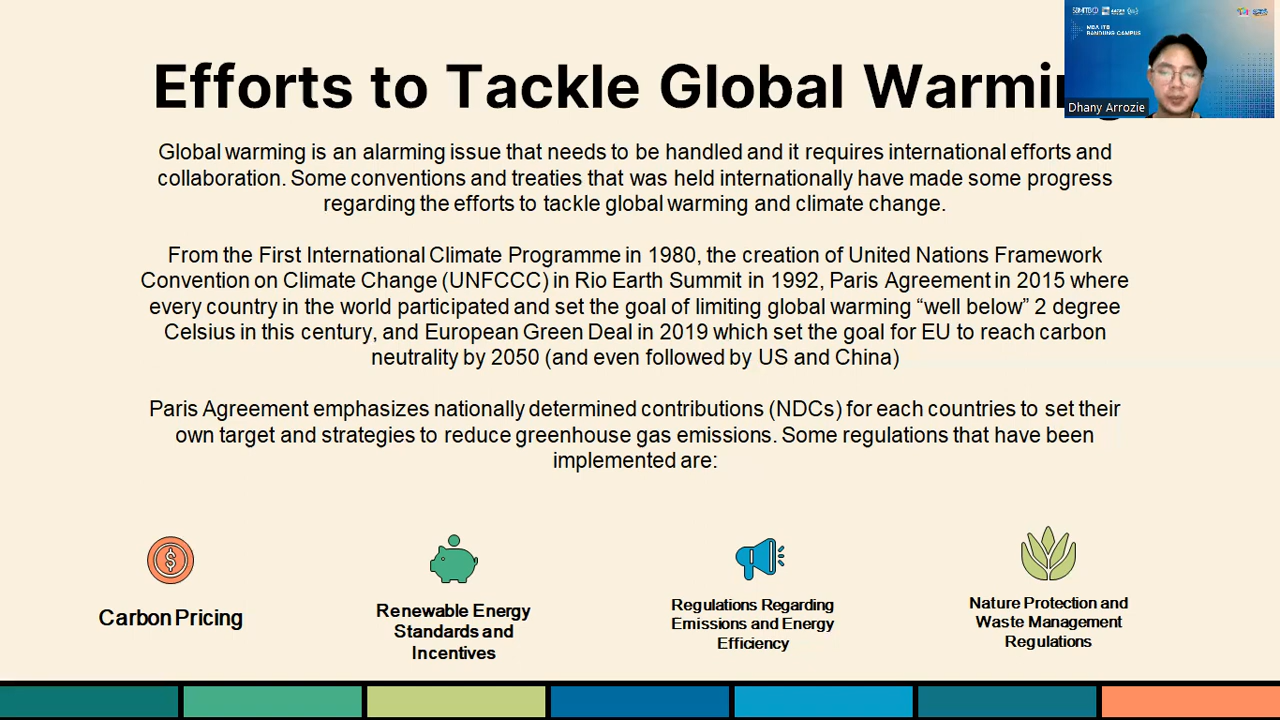 Efforts to Tackle Global Warming
MBA ITB
BANDUNG CAMPUS
Dhany Arrozie
Global warming is an alarming issue that needs to be handled and it requires international efforts and
collaboration. Some conventions and treaties that was held internationally have made some progress
regarding the efforts to tackle global warming and climate change.
From the First International Climate Programme in 1980, the creation of United Nations Framework
Convention on Climate Change (UNFCCC) in Rio Earth Summit in 1992, Paris Agreement in 2015 where
every country in the world participated and set the goal of limiting global warming “well below” 2 degree
Celsius in this century, and European Green Deal in 2019 which set the goal for EU to reach carbon
neutrality by 2050 (and even followed by US and China)
Paris Agreement emphasizes nationally determined contributions (NDCs) for each countries to set their
own target and strategies to reduce greenhouse gas emissions. Some regulations that have been
implemented are:
Carbon Pricing
Renewable Energy
Standards and
Incentives
Regulations Regarding
Emissions and Energy
Efficiency
Nature Protection and
Waste Management
Regulations